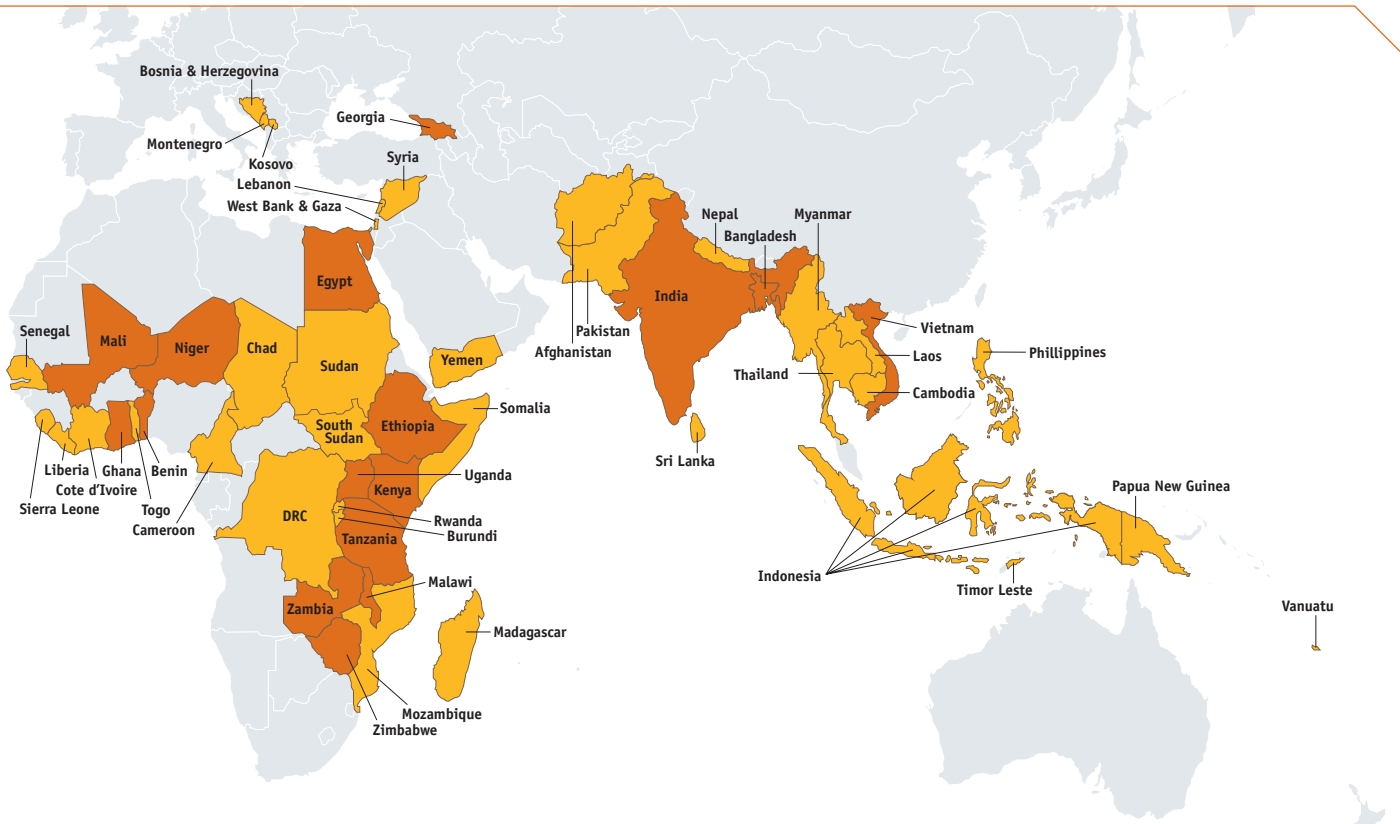 Bosnia & Herzegovina
Georgia
Montenegro
Kosovo
Syria
Lebanon
West Bank & Gaza
Nepal
Myanmar
Bangladesh
Egypt
India
Senegal
Mali
Niger
Chad
Sudan
Yemen
Pakistan
Afghanistan
Vietnam
Laos
Phillippines
Thailand
Cambodia
Somalia
South
Sudan
Ethiopia
Sri Lanka
Liberia
Ghana
Benin
Cote d'Ivoire
Sierra Leone
Togo
Cameroon
Uganda
Kenya
Papua New Guinea
DRC
Rwanda
Burundi
Tanzania
Indonesia
Malawi
Timor Leste
Zambia
Vanuatu
Madagascar
Mozambique
Zimbabwe